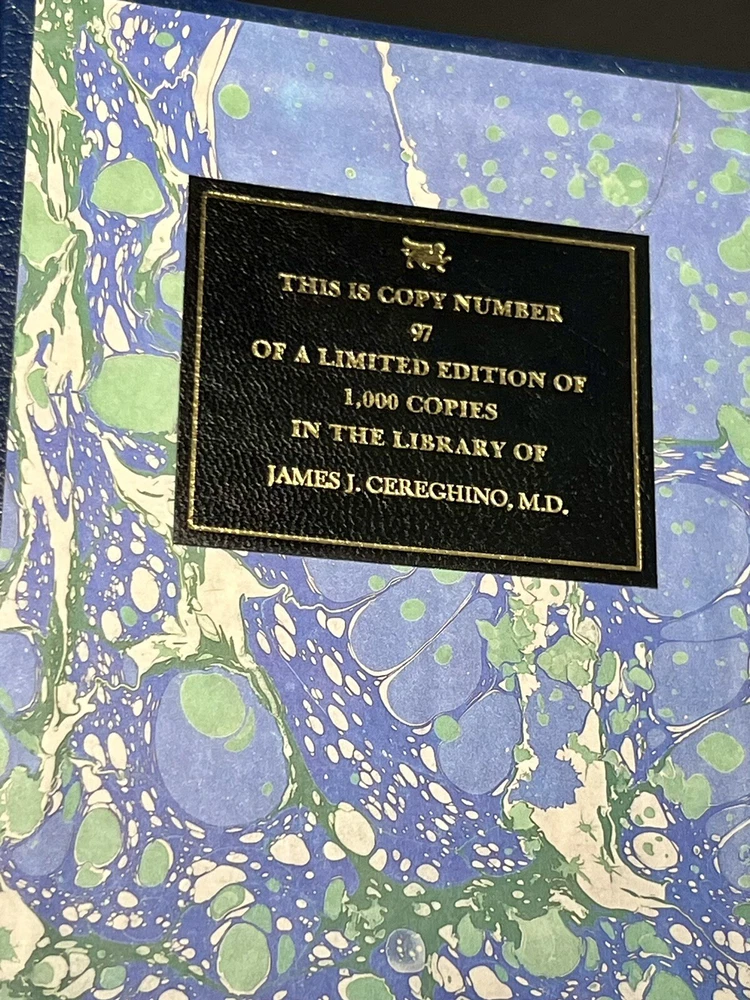 THIS IS COPY NUMBER
97
OF A LIMITED EDITION OF
1,000 COPIES
IN THE LIBRARY OF
JAMES J. CEREGHINO, M.D.